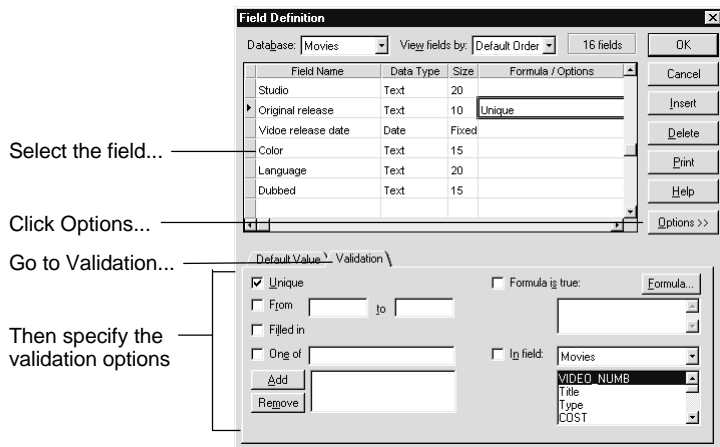 Field Definition
Database: Movies View fields by: Default Order 16 fields OK
Field Name Data Type Size Formula / Options Cancel
Studio Text 20
Original release Text 10 Unique Insert
Vidoe release date Date Fixed Delete
Select the field... Color Text 15
Language Text 20 Print
Dubbed Text 15 Help
Click Options... Options >>
Go to Validation... Default Value Validation
Unique Formula is true: Formula...
From to
Filled in
Then specify the
validation options
One of In field: Movies
Add VIDEO_NUMB
Title
Remove Type
COST